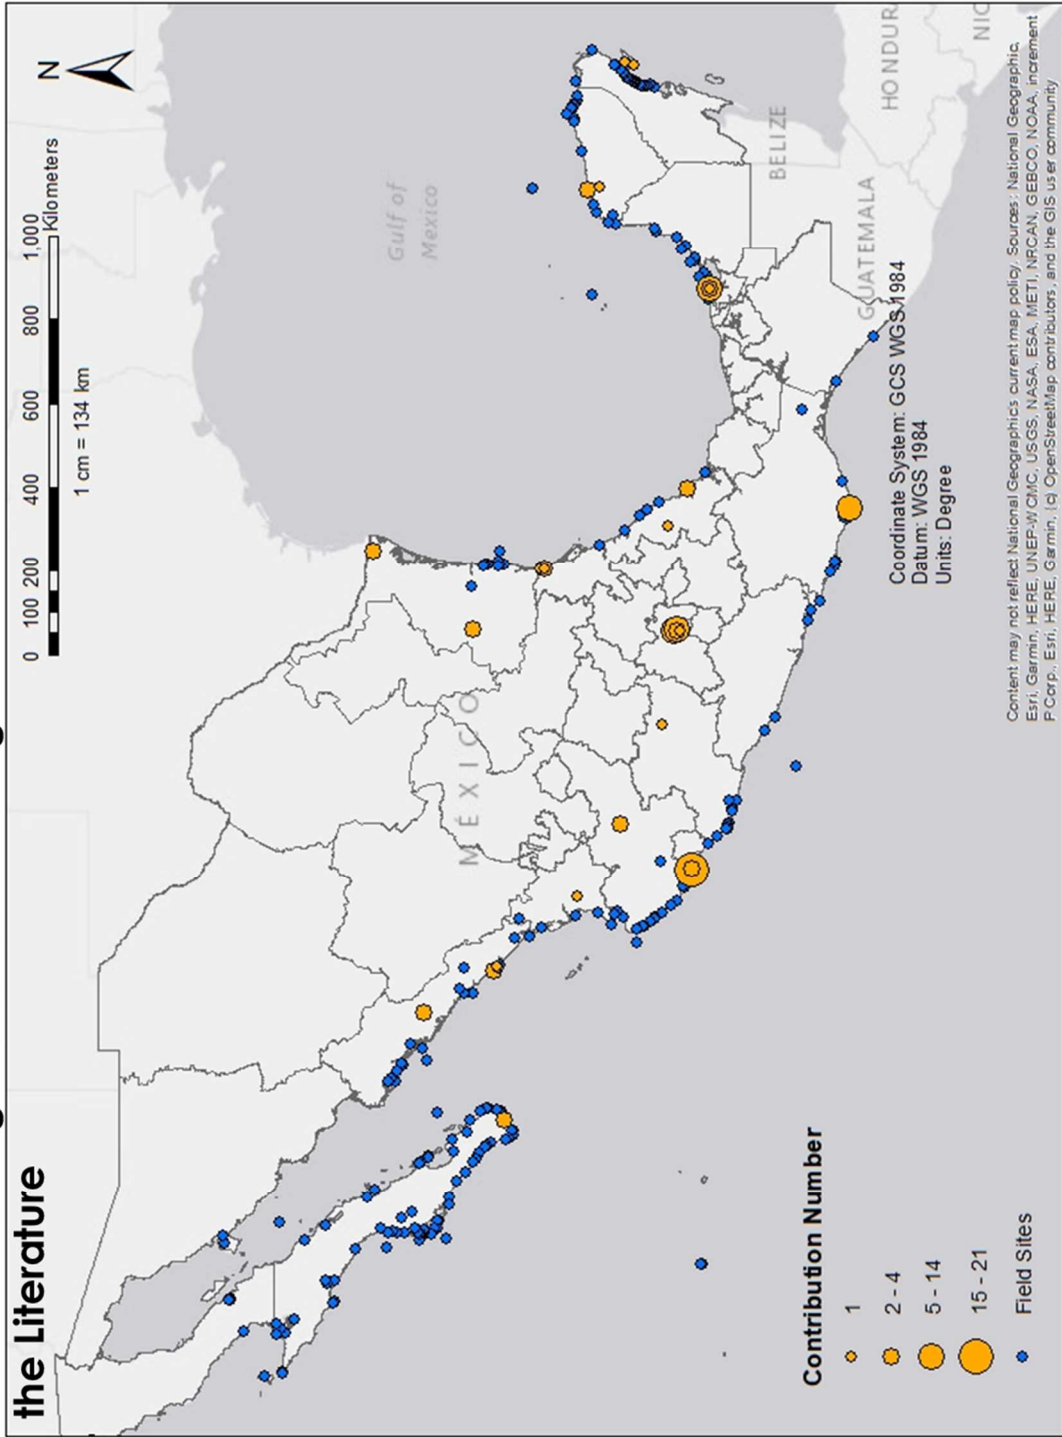 the Literature
0 100 200 400 600 800 1,000
Kilometers
1 cm = 134 km
N
Gulf of
Mexico
MÉXICO
BELIZE
GUATEMALA
HONDUR
NIC
Contribution Number
1
2 - 4
5 - 14
15 - 21
Field Sites
Coordinate System: GCS WGS 1984
Datum: WGS 1984
Units: Degree
Content may not reflect National Geographic's current map policy. Sources: National Geographic,
Esri, Garmin, HERE, UNEP-WCMC, USGS, NASA, ESA, METI, NRCAN, GEBCO, NOAA, increment
P Corp., Esri, HERE, Garmin, (c) OpenStreetMap contributors, and the GIS user community